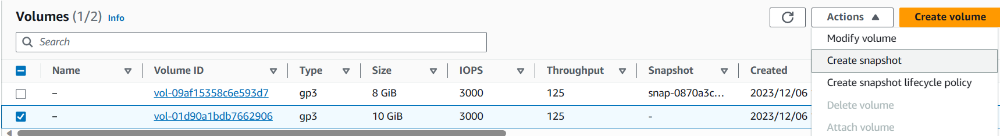 Volumes (1/2) Info
Actions
Create volume
Search
Modify volume
Create snapshot
Name Volume ID Type Size IOPS Throughput Snapshot Created
Create snapshot lifecycle policy
– vol-09af15358c6e593d7 gp3 8 GiB 3000 125 snap-0870a3c... 2023/12/06
Delete volume
– vol-01d90a1bdb7662906 gp3 10 GiB 3000 125 - 2023/12/06
Attach volume